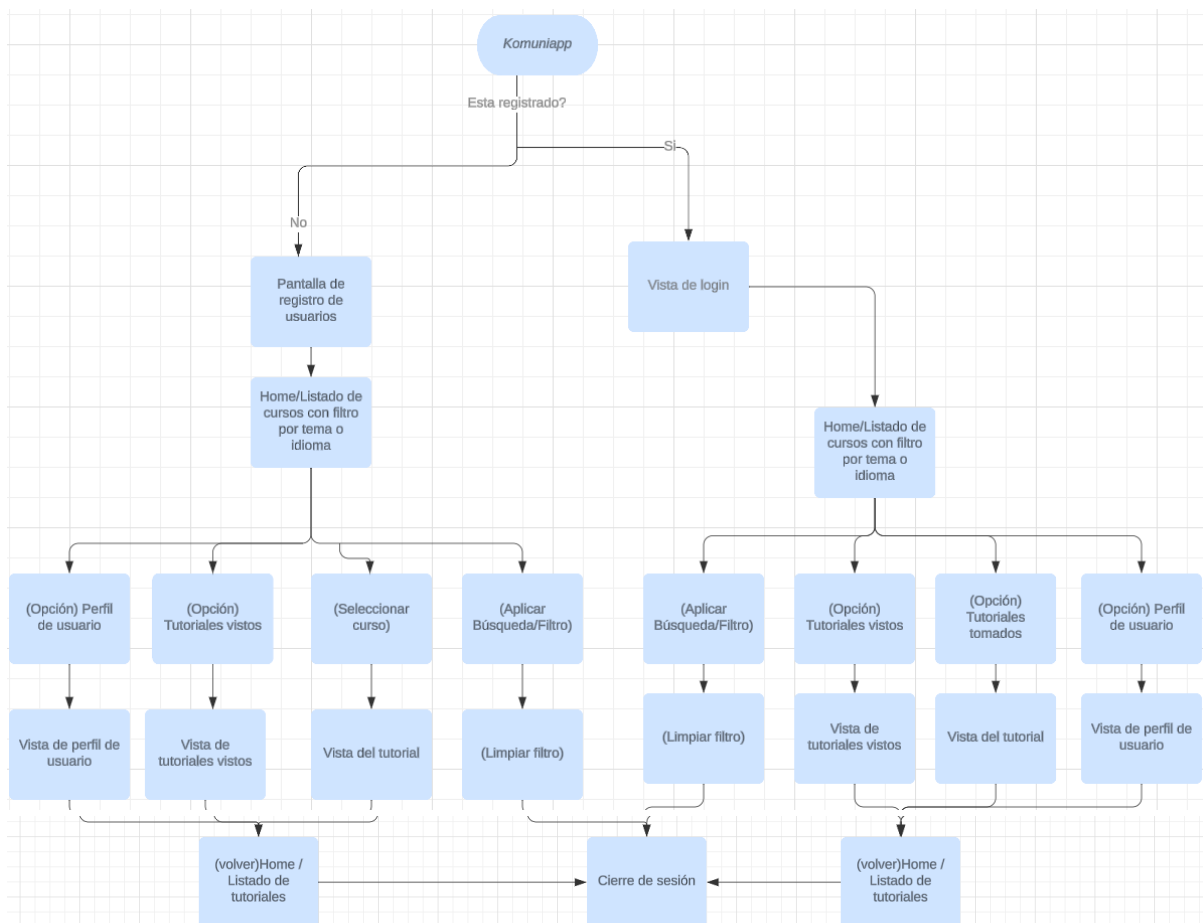 Komuniapp
Esta registrado?
Si
No
Pantalla de
registro de
usuarios
Vista de login
Home/Listado de
cursos con filtro
por tema o
idioma
Home/Listado de
cursos con filtro
por tema o
idioma
(Opción) Perfil
de usuario
(Opción)
Tutoriales vistos
(Seleccionar
curso)
(Aplicar
Búsqueda/Filtro)
(Aplicar
Búsqueda/Filtro)
(Opción)
Tutoriales vistos
(Opción)
Tutoriales
tomados
(Opción) Perfil
de usuario
Vista de perfil de
usuario
Vista de
tutoriales vistos
Vista del tutorial
(Limpiar filtro)
(Limpiar filtro)
Vista de
tutoriales vistos
Vista del tutorial
Vista de perfil de
usuario
(volver)Home /
Listado de
tutoriales
Cierre de sesión
(volver)Home /
Listado de
tutoriales